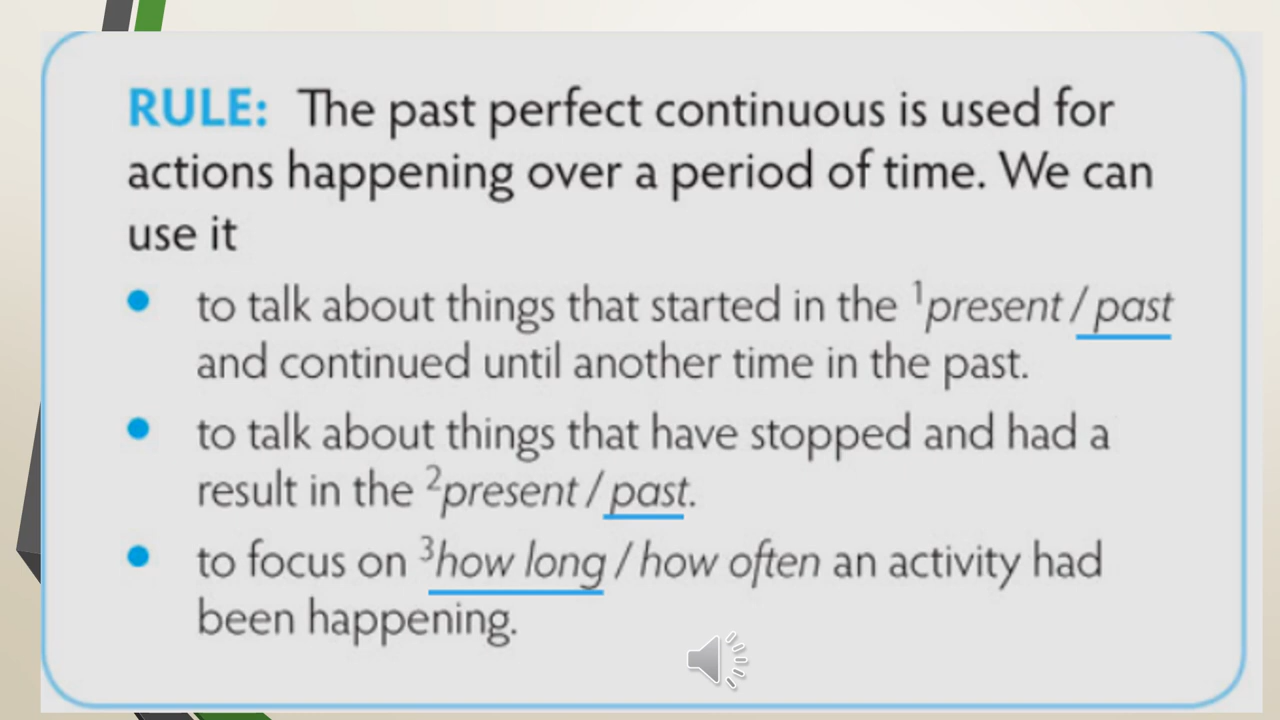 RULE: The past perfect continuous is used for
actions happening over a period of time. We can
use it
• to talk about things that started in the ¹present / past
and continued until another time in the past.
• to talk about things that have stopped and had a
result in the ²present / past.
• to focus on ³how long / how often an activity had
been happening.